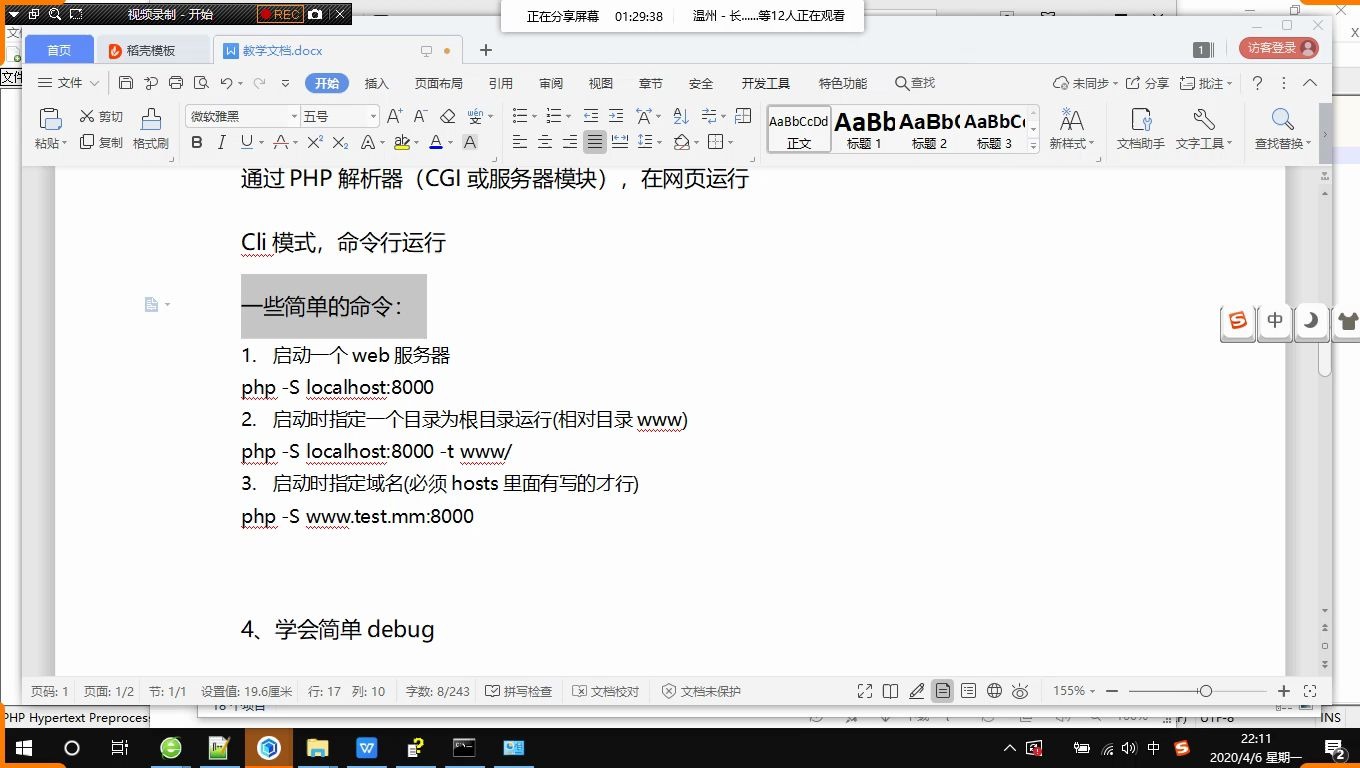 视频录制 - 开始 REC
正在分享屏幕 01:29:38 温州 - 长......等12人正在观看
首页 稻壳模板 教学文档.docx 1 访客登录
文件 开始 插入 页面布局 引用 审阅 视图 章节 安全 开发工具 特色功能 查找 未同步 分享 批注
粘贴 剪切 复制 格式刷 微软雅黑 五号
AaBbCcDd AaBb AaBb( AaBbC
正文 标题 1 标题 2 标题 3 新样式 文档助手 文字工具 查找替换
通过 PHP 解析器（CGI 或服务器模块），在网页运行
Cli 模式，命令行运行
一些简单的命令：
1. 启动一个 web 服务器
php -S localhost:8000
2. 启动时指定一个目录为根目录运行(相对目录 www)
php -S localhost:8000 -t www/
3. 启动时指定域名(必须 hosts 里面有写的才行)
php -S www.test.mm:8000
4、学会简单 debug
中
页码: 1 页面: 1/2 节: 1/1 设置值: 19.6厘米 行: 17 列: 10 字数: 8/243 拼写检查 文档校对 文档未保护 155%
PHP Hypertext Preprocess 18 个项目 UTF-8 INS
中 22:11
2020/4/6 星期一 2